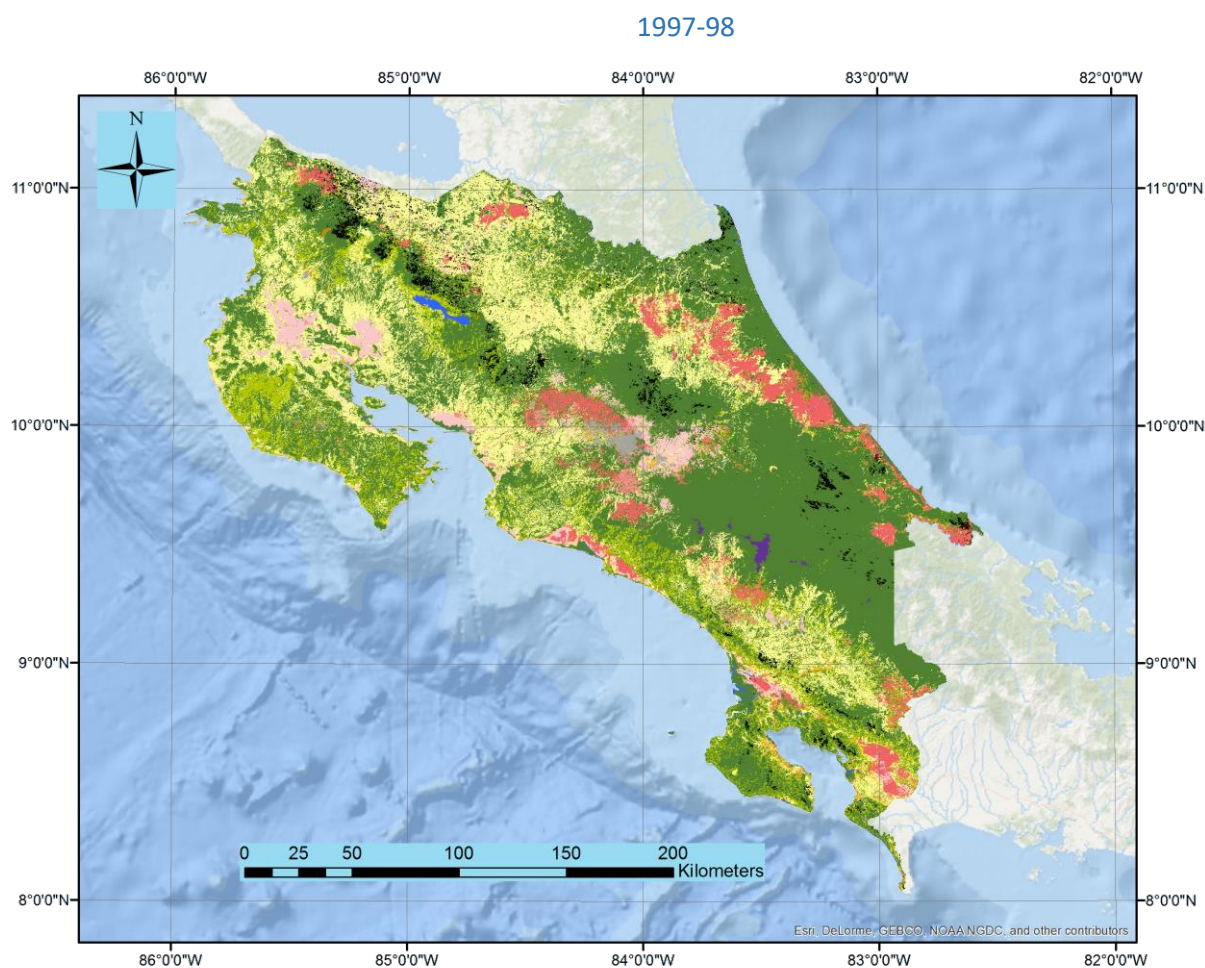 1997-98
86°0'0"W 85°0'0"W 84°0'0"W 83°0'0"W 82°0'0"W
N
11°0'0"N 11°0'0"N
10°0'0"N 10°0'0"N
9°0'0"N 9°0'0"N
0 25 50 100 150 200
Kilometers
8°0'0"N 8°0'0"N
Esri, DeLorme, GEBCO, NOAA NGDC, and other contributors
86°0'0"W 85°0'0"W 84°0'0"W 83°0'0"W 82°0'0"W